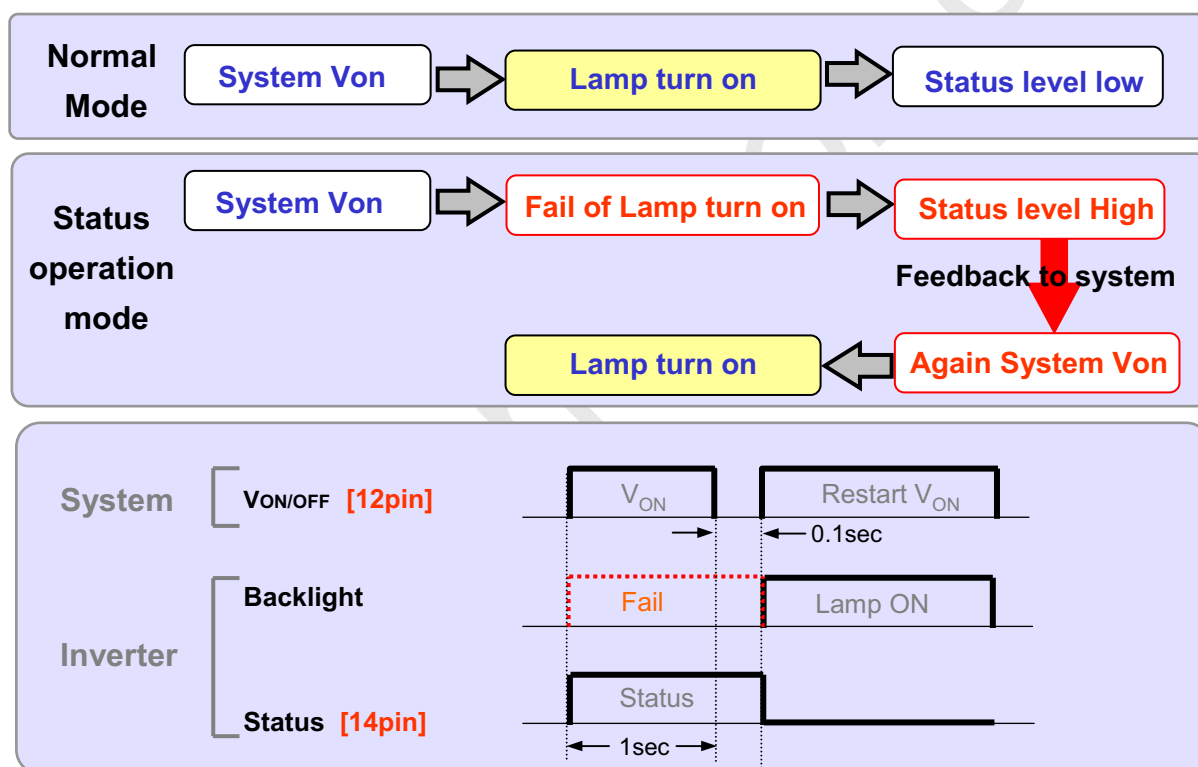 Normal
Mode
System Von
Lamp turn on
Status level low
Status
operation
mode
System Von
Fail of Lamp turn on
Status level High
Feedback to system
Lamp turn on
Again System Von
System
VON/OFF [12pin]
VON
Restart VON
0.1sec
Inverter
Backlight
Fail
Lamp ON
Status [14pin]
Status
1sec